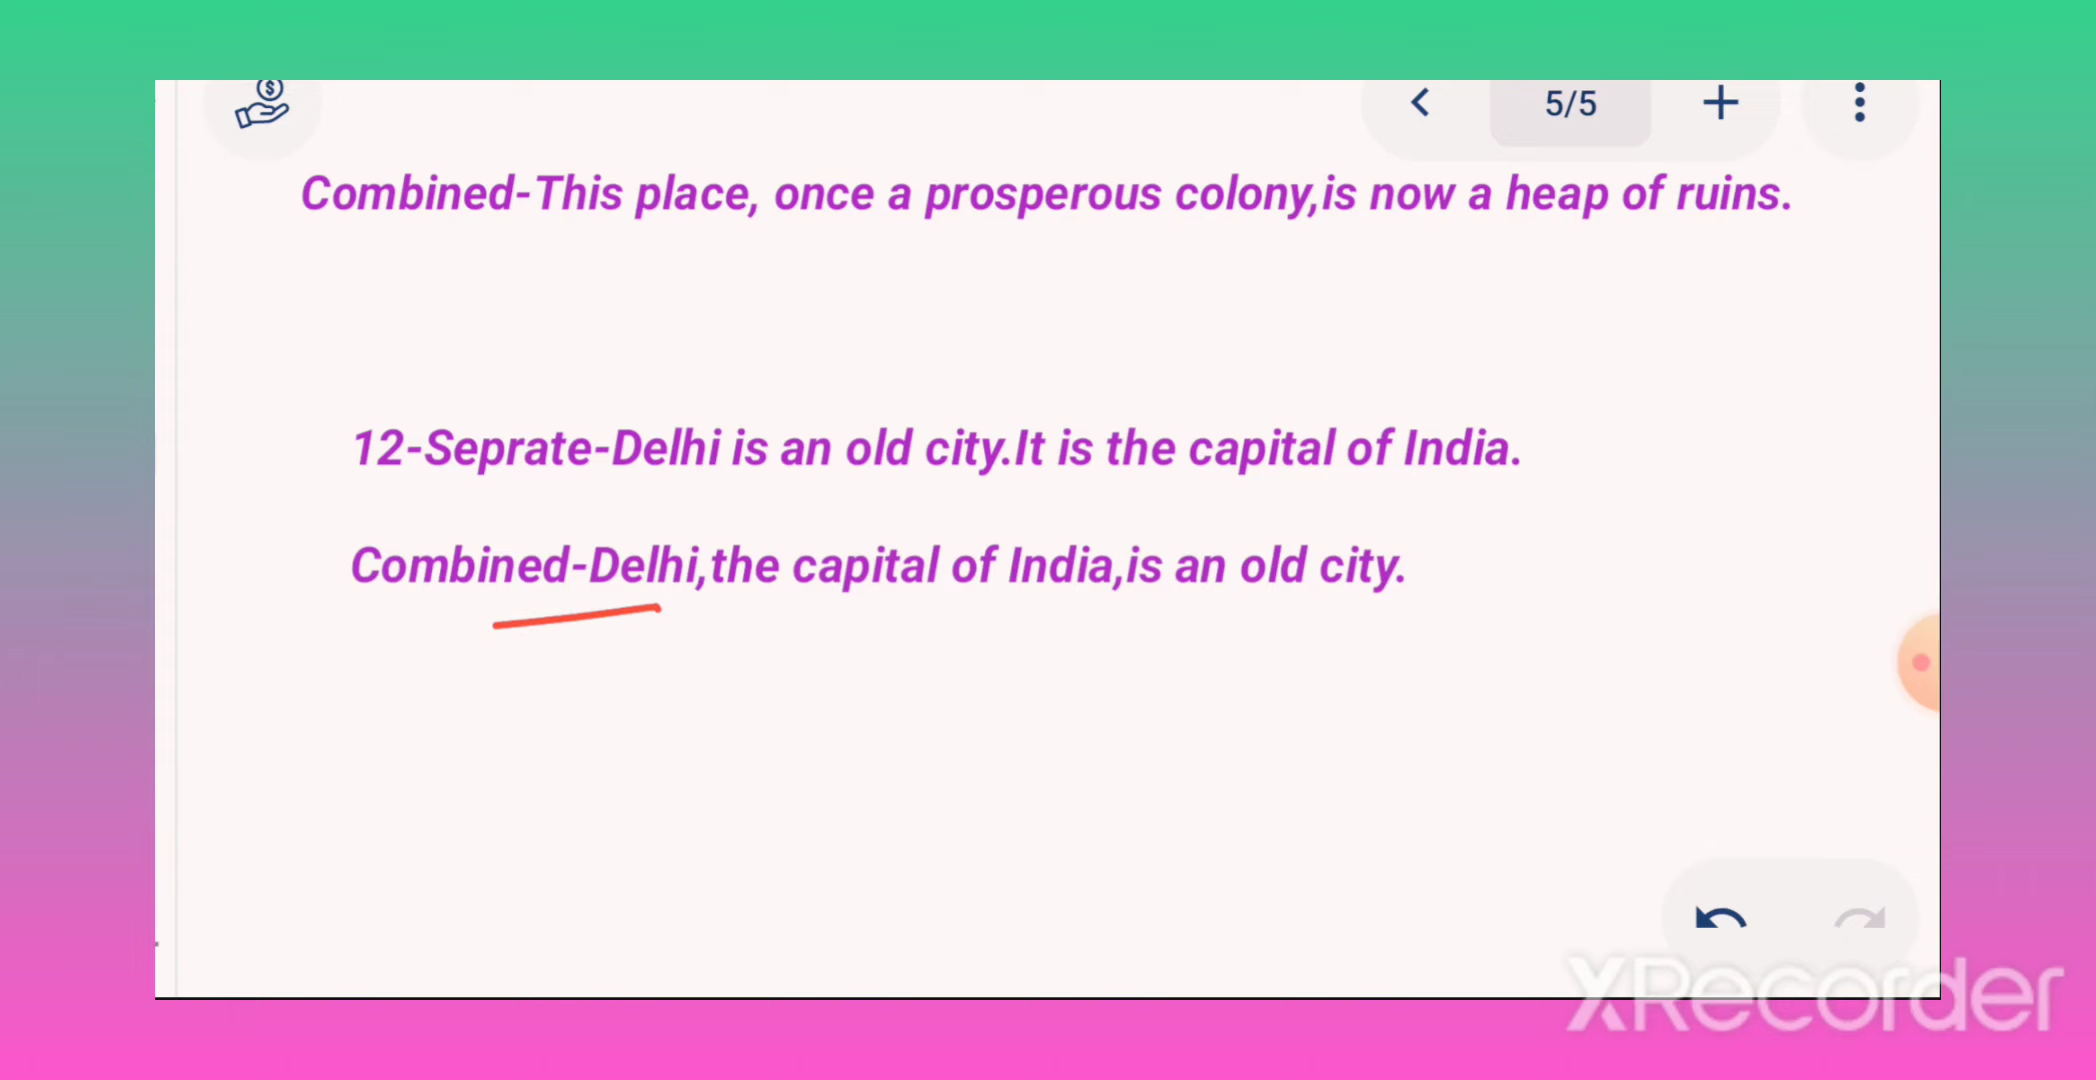 5/5
Combined-This place, once a prosperous colony,is now a heap of ruins.
12-Seprate-Delhi is an old city.It is the capital of India.
Combined-Delhi,the capital of India,is an old city.
XRecorder